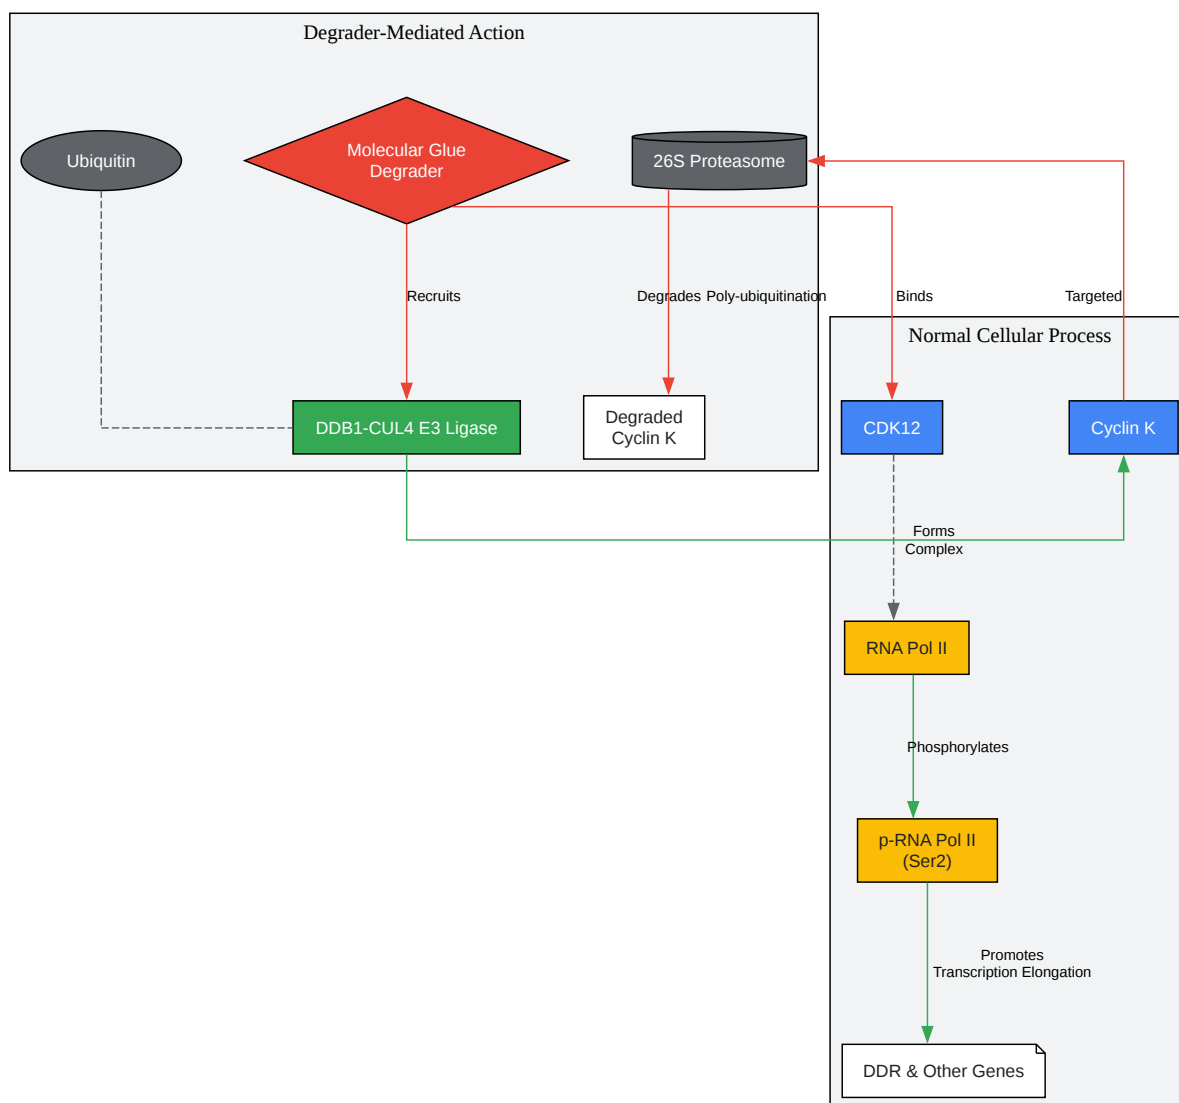 Degrader-Mediated Action
Ubiquitin
Molecular Glue
Degrader
26S Proteasome
Recruits
Degrades
Poly-ubiquitination
Binds
Targeted
Normal Cellular Process
DDB1-CUL4 E3 Ligase
Degraded
Cyclin K
CDK12
Cyclin K
Forms
Complex
RNA Pol II
Phosphorylates
p-RNA Pol II
(Ser2)
Promotes
Transcription Elongation
DDR & Other Genes